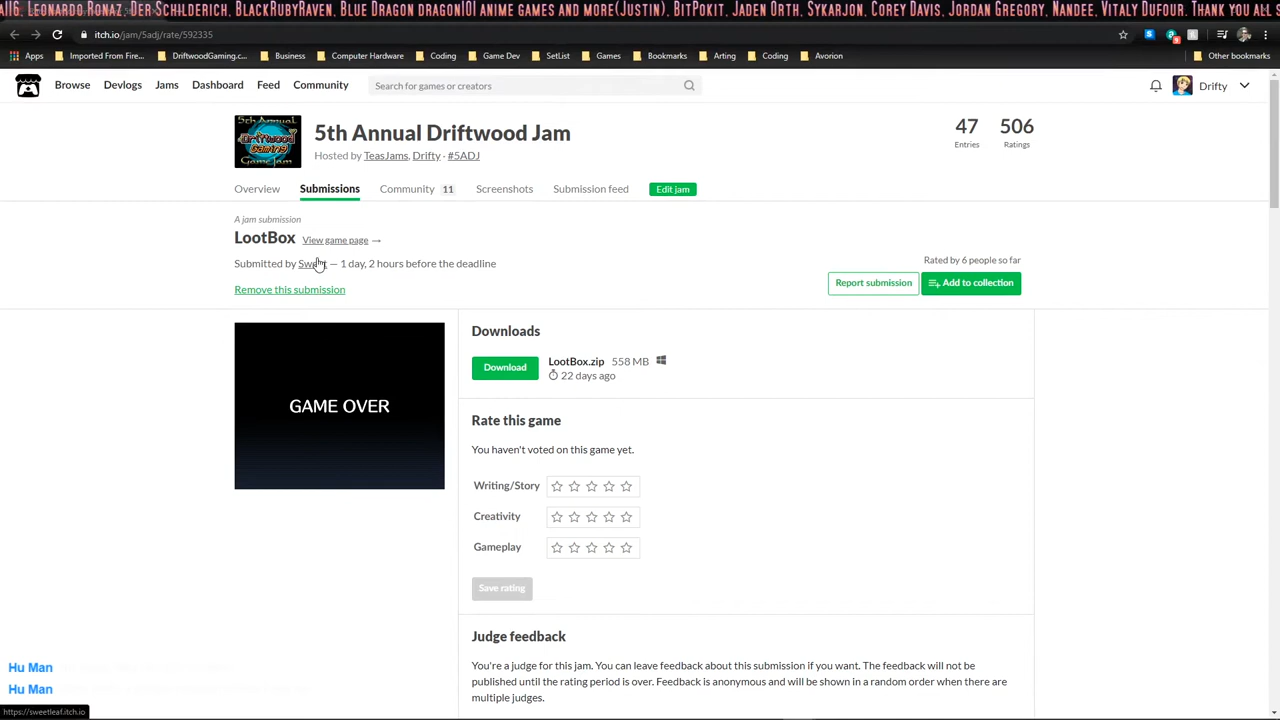 A116, LEONARDO RONAZ, DER SCHILDERICH, BLACKRUBYRAVEN, BLUE DRAGON DRAGON101 ANIME GAMES AND MORE(JUSTIN), BITPOKIT, JADEN ORTH, SYKARJON, COREY DAVIS, JORDAN GREGORY, NANDEE, VITALY DUFOUR. THANK YOU ALL S
itch.io/jam/5adj/rate/592335
Apps Imported From Fire... DriftwoodGaming.c... Business Computer Hardware Coding Game Dev SetList Games Bookmarks Arting Coding Avorion Other bookmarks
Browse Devlogs Jams Dashboard Feed Community Search for games or creators Drifty
5th Annual Driftwood Gaming Game Jam
5th Annual Driftwood Jam
Hosted by TeasJams, Drifty · #5ADJ
47 506
Entries Ratings
Overview Submissions Community 11 Screenshots Submission feed Edit jam
A jam submission
LootBox View game page →
Submitted by — 1 day, 2 hours before the deadline
Rated by 6 people so far
Remove this submission
Report submission Add to collection
GAME OVER
Downloads
Download LootBox.zip 558 MB
22 days ago
Rate this game
You haven't voted on this game yet.
Writing/Story
Creativity
Gameplay
Save rating
Judge feedback
You're a judge for this jam. You can leave feedback about this submission if you want. The feedback will not be
published until the rating period is over. Feedback is anonymous and will be shown in a random order when there are
multiple judges.
Hu Man
Hu Man
https://sweetleaf.itch.io